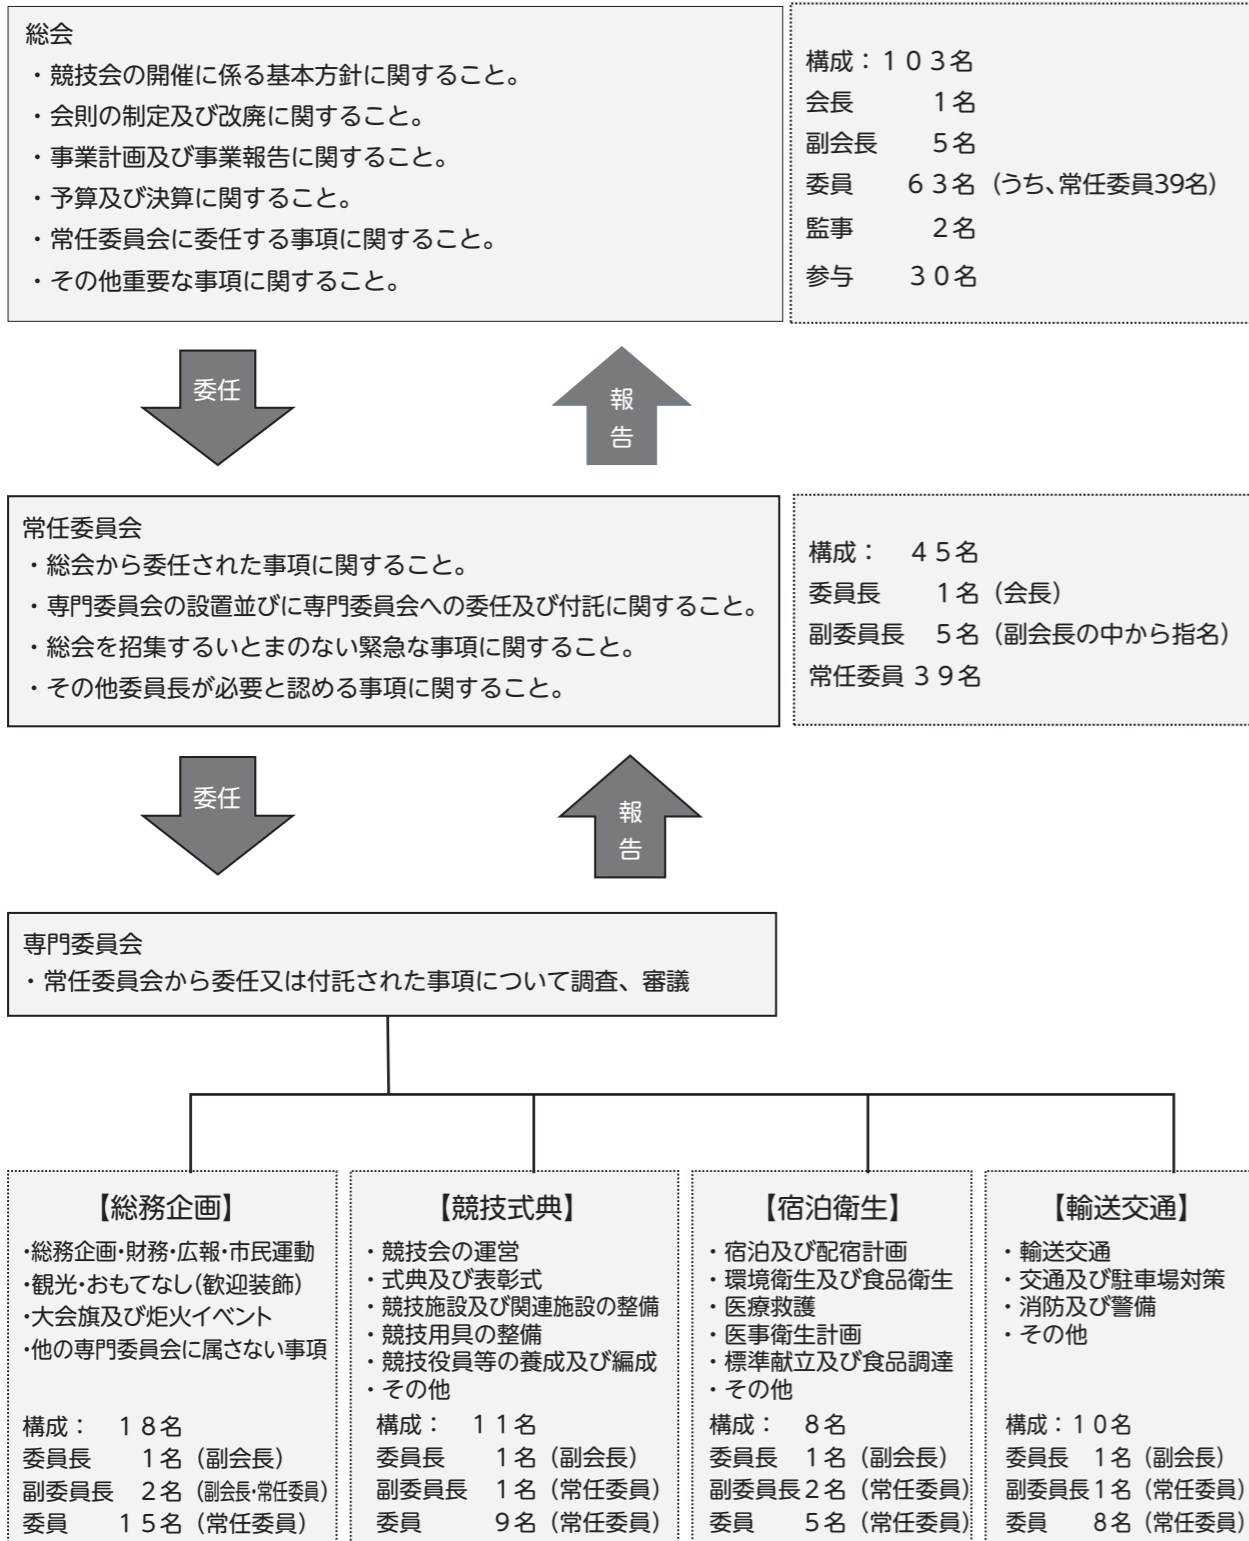 総会
・競技会の開催に係る基本方針に関すること。
・会則の制定及び改廃に関すること。
・事業計画及び事業報告に関すること。
・予算及び決算に関すること。
・常任委員会に委任する事項に関すること。
・その他重要な事項に関すること。
構成：１０３名
会長　１名
副会長　５名
委員　６３名（うち、常任委員39名）
監事　２名
参与　３０名
委任
報
告
常任委員会
・総会から委任された事項に関すること。
・専門委員会の設置並びに専門委員会への委任及び付託に関すること。
・総会を招集するいとまのない緊急な事項に関すること。
・その他委員長が必要と認める事項に関すること。
構成：　４５名
委員長　１名（会長）
副委員長　５名（副会長の中から指名）
常任委員 ３９名
委任
報
告
専門委員会
・常任委員会から委任又は付託された事項について調査、審議
【総務企画】
・総務企画・財務・広報・市民運動
・観光・おもてなし(歓迎装飾)
・大会旗及び炬火イベント
・他の専門委員会に属さない事項
構成：　１８名
委員長　１名（副会長）
副委員長　２名（副会長・常任委員）
委員　１５名（常任委員）
【競技式典】
・競技会の運営
・式典及び表彰式
・競技施設及び関連施設の整備
・競技用具の整備
・競技役員等の養成及び編成
・その他
構成：　１１名
委員長　１名（副会長）
副委員長　１名（常任委員）
委員　９名（常任委員）
【宿泊衛生】
・宿泊及び配宿計画
・環境衛生及び食品衛生
・医療救護
・医事衛生計画
・標準献立及び食品調達
・その他
構成：　８名
委員長　１名（副会長）
副委員長２名（常任委員）
委員　５名（常任委員）
【輸送交通】
・輸送交通
・交通及び駐車場対策
・消防及び警備
・その他
構成：１０名
委員長　１名（副会長）
副委員長１名（常任委員）
委員　８名（常任委員）